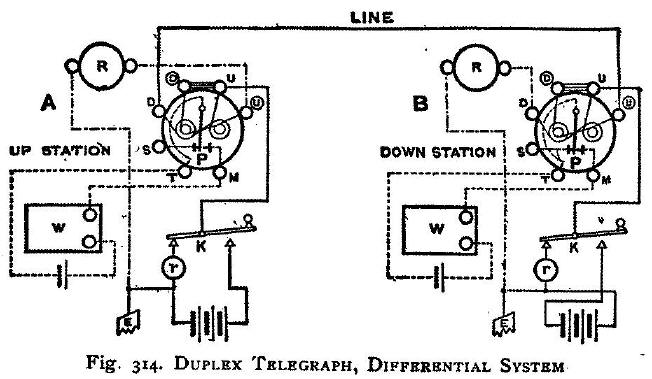 LINE
R R
D U D U
A D U B D U
UP STATION S P DOWN STATION S P
T M T M
W W
K K
r r
E E
Fig. 314. DUPLEX TELEGRAPH, DIFFERENTIAL SYSTEM